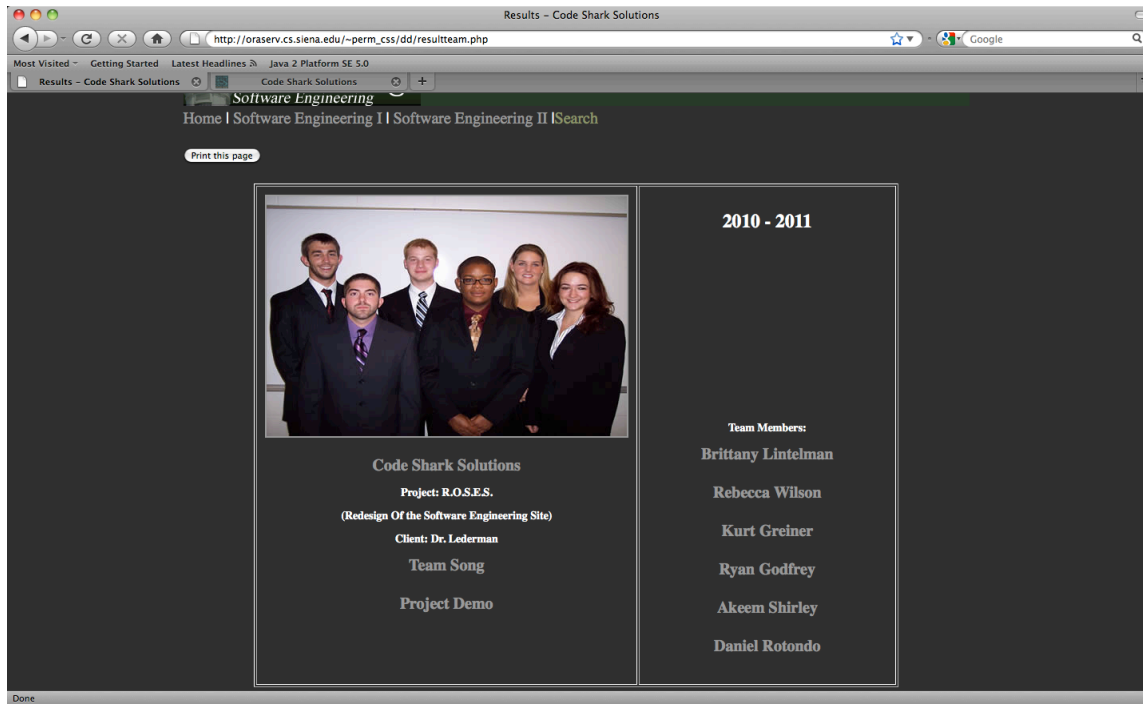 Results – Code Shark Solutions
http://oraserv.cs.siena.edu/~perm_css/dd/resultteam.php
Google
Most Visited Getting Started Latest Headlines Java 2 Platform SE 5.0
Results – Code Shark Solutions Code Shark Solutions
Software Engineering
Home | Software Engineering I | Software Engineering II |Search
Print this page
2010 - 2011
Code Shark Solutions
Project: R.O.S.E.S.
(Redesign Of the Software Engineering Site)
Client: Dr. Lederman
Team Song
Project Demo
Team Members:
Brittany Lintelman
Rebecca Wilson
Kurt Greiner
Ryan Godfrey
Akeem Shirley
Daniel Rotondo
Done